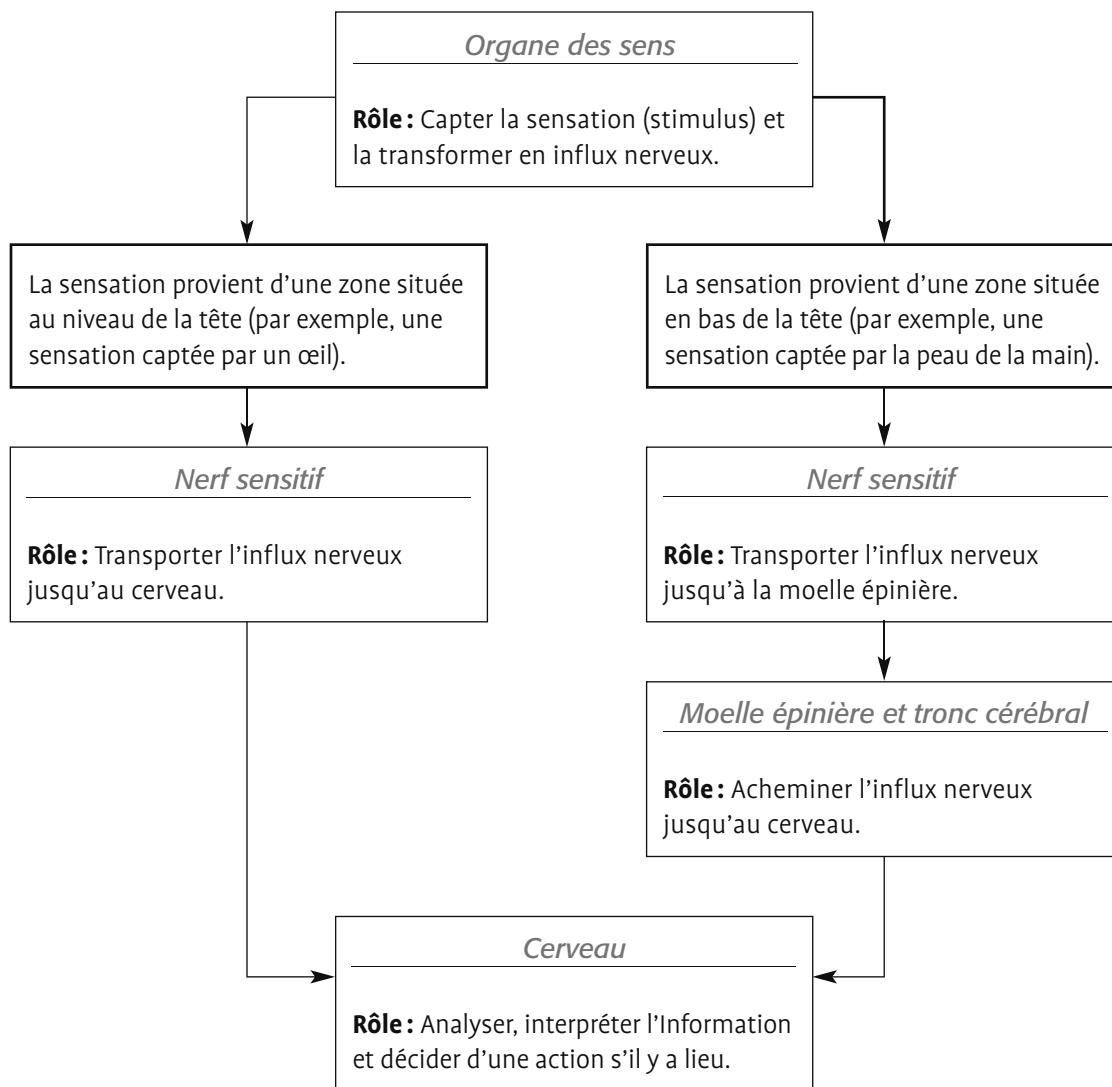 Organe des sens
Rôle : Capter la sensation (stimulus) et
la transformer en influx nerveux.
La sensation provient d’une zone située
au niveau de la tête (par exemple, une
sensation captée par un œil).
La sensation provient d’une zone située
en bas de la tête (par exemple, une
sensation captée par la peau de la main).
Nerf sensitif
Rôle : Transporter l’influx nerveux
jusqu’au cerveau.
Nerf sensitif
Rôle : Transporter l’influx nerveux
jusqu’à la moelle épinière.
Moelle épinière et tronc cérébral
Rôle : Acheminer l’influx nerveux
jusqu’au cerveau.
Cerveau
Rôle : Analyser, interpréter l’Information
et décider d’une action s’il y a lieu.